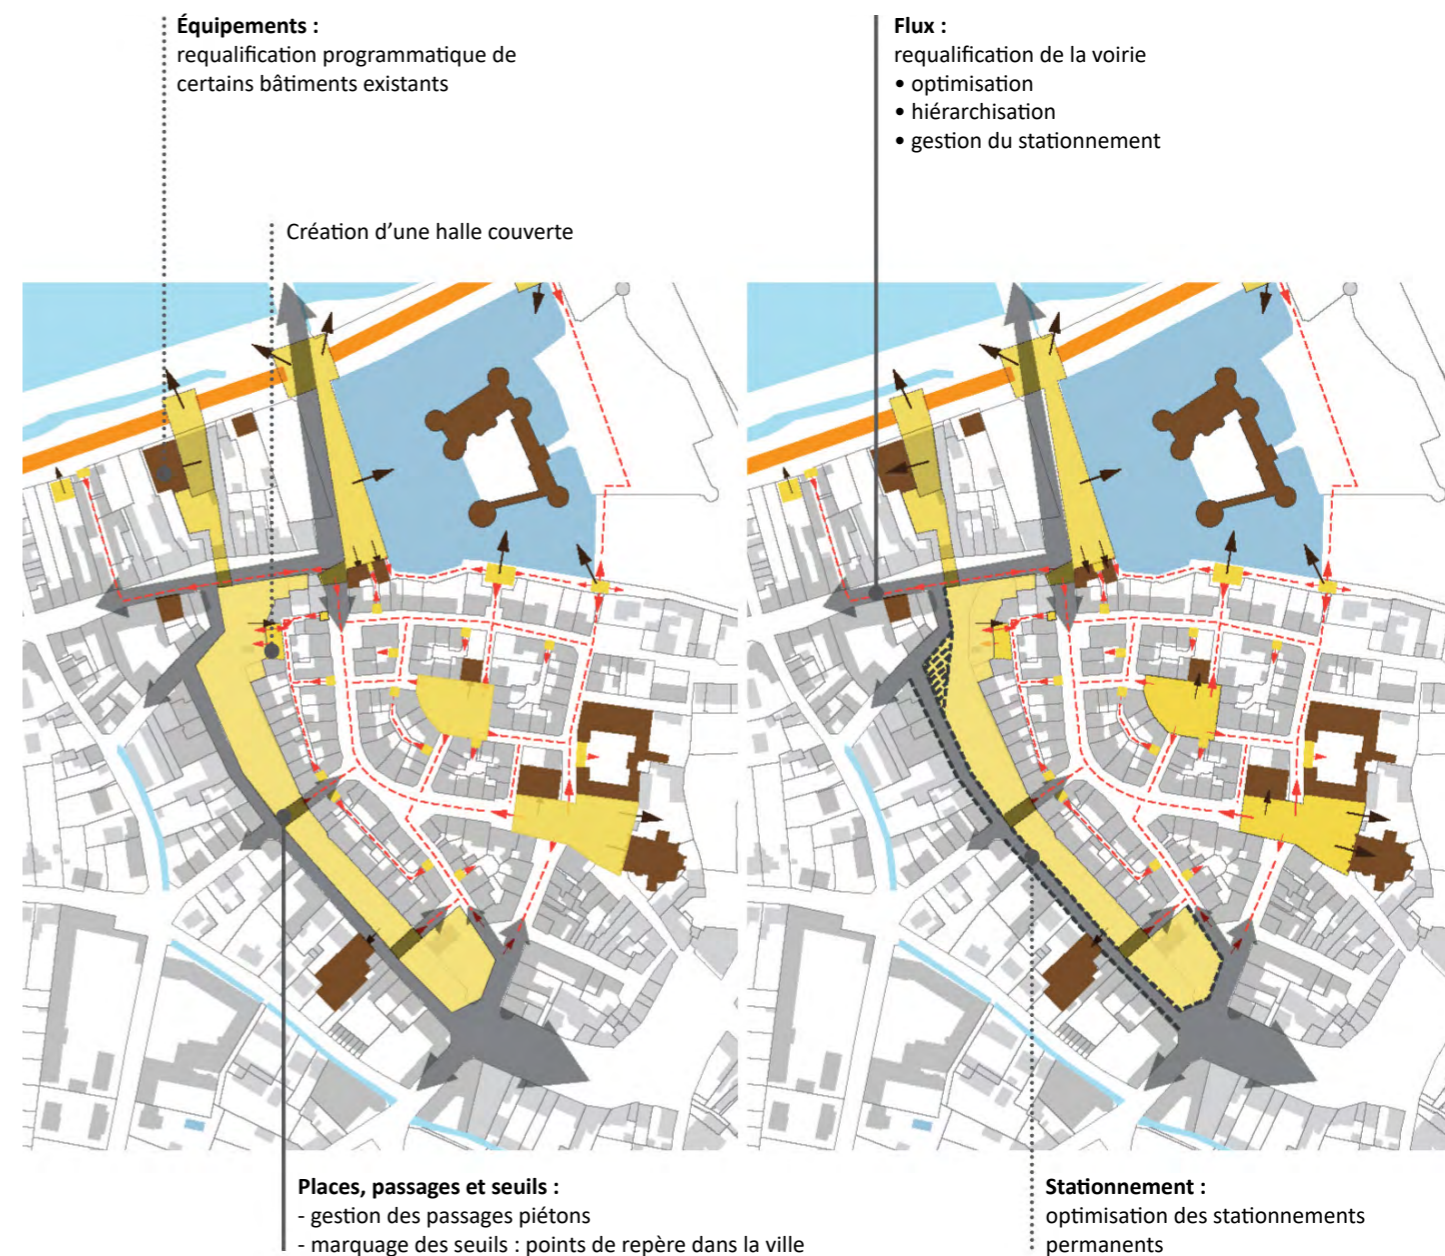 Équipements :
requalification programmatique de
certains bâtiments existants
Création d’une halle couverte
Flux :
requalification de la voirie
• optimisation
• hiérarchisation
• gestion du stationnement
Places, passages et seuils :
- gestion des passages piétons
- marquage des seuils : points de repère dans la ville
Stationnement :
optimisation des stationnements
permanents